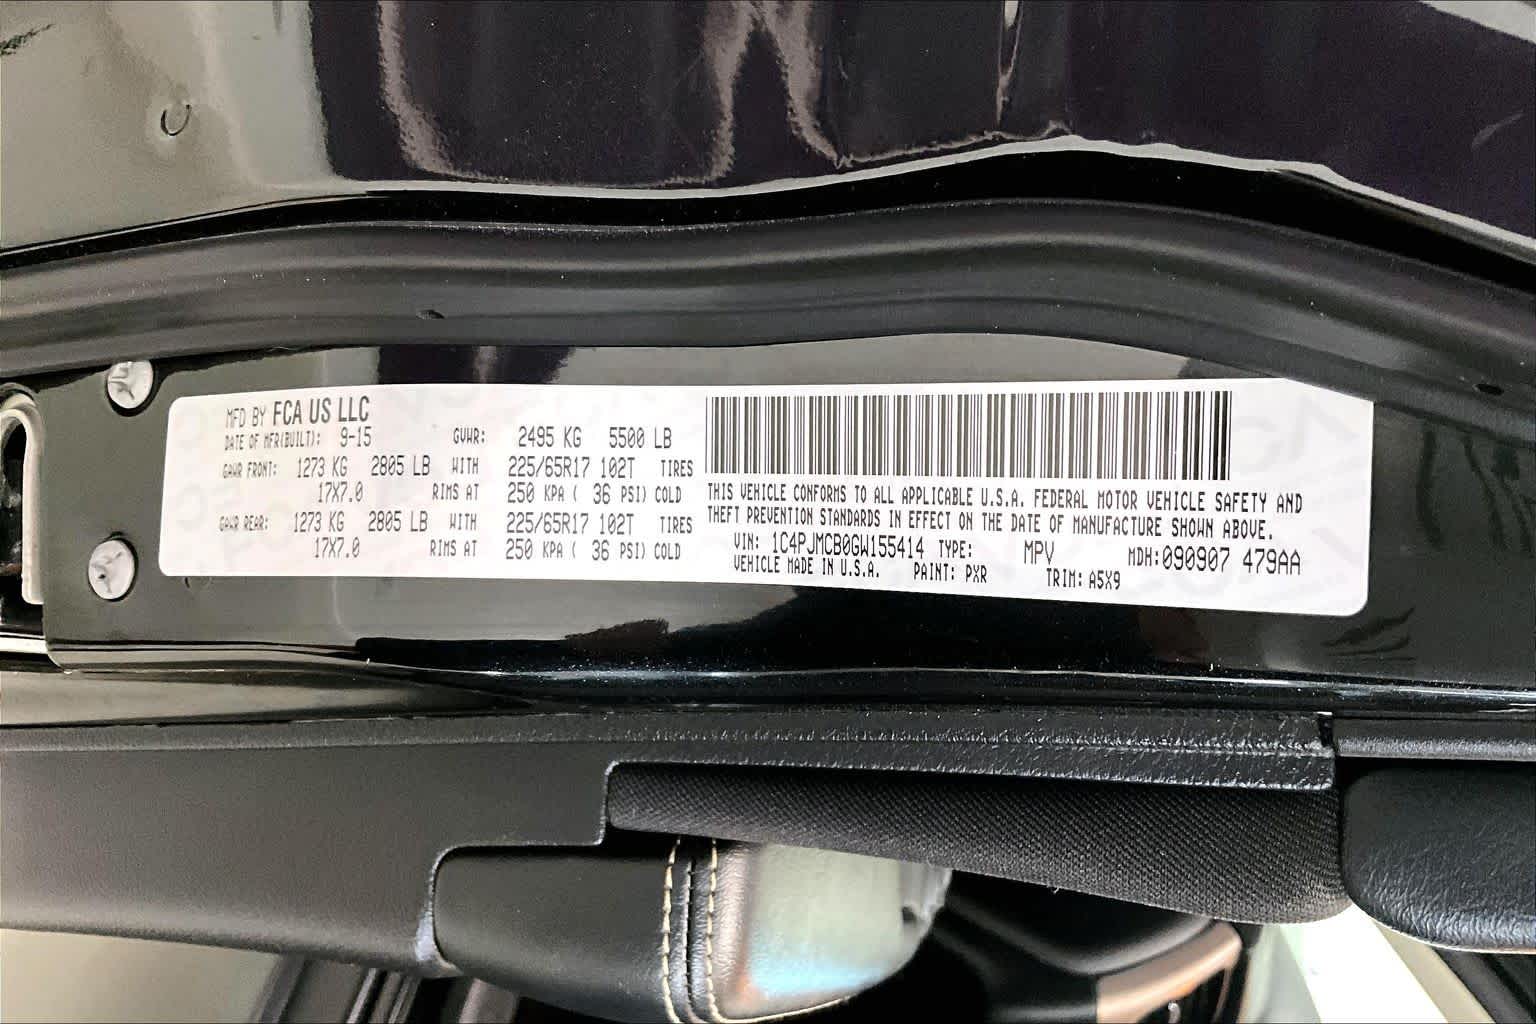 MFD BY FCA US LLC
DATE OF MFR(BUILT): 9-15 GVWR: 2495 KG 5500 LB
GAWR FRONT: 1273 KG 2805 LB WITH 225/65R17 102T TIRES
17X7.0 RIMS AT 250 KPA ( 36 PSI) COLD
GAWR REAR: 1273 KG 2805 LB WITH 225/65R17 102T TIRES
17X7.0 RIMS AT 250 KPA ( 36 PSI) COLD
THIS VEHICLE CONFORMS TO ALL APPLICABLE U.S.A. FEDERAL MOTOR VEHICLE SAFETY AND
THEFT PREVENTION STANDARDS IN EFFECT ON THE DATE OF MANUFACTURE SHOWN ABOVE.
VIN: 1C4PJMCB0GW155414 TYPE: MPV MDH: 090907 479AA
VEHICLE MADE IN U.S.A. PAINT: PXR TRIM: A5X9